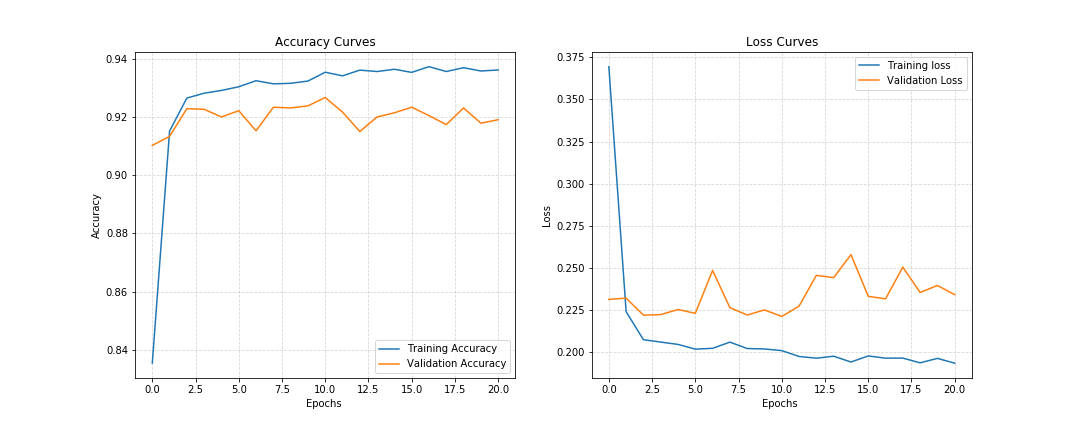 Accuracy Curves
0.94
0.92
0.90
0.88
0.86
0.84
Accuracy
Training Accuracy
Validation Accuracy
0.0 2.5 5.0 7.5 10.0 12.5 15.0 17.5 20.0
Epochs
Loss Curves
0.375
0.350
0.325
0.300
0.275
0.250
0.225
0.200
Loss
Training loss
Validation Loss
0.0 2.5 5.0 7.5 10.0 12.5 15.0 17.5 20.0
Epochs